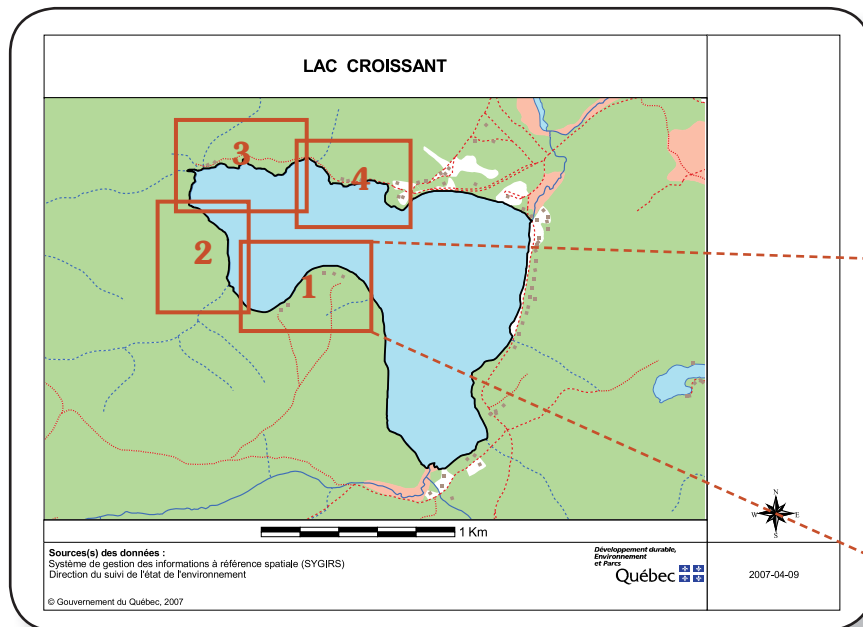 LAC CROISSANT
3
4
2
1
1 Km
N
W E
S
Sources(s) des données :
Système de gestion des informations à référence spatiale (SYGIRS)
Direction du suivi de l'état de l'environnement
© Gouvernement du Québec, 2007
Développement durable,
Environnement
et Parcs
Québec
2007-04-09